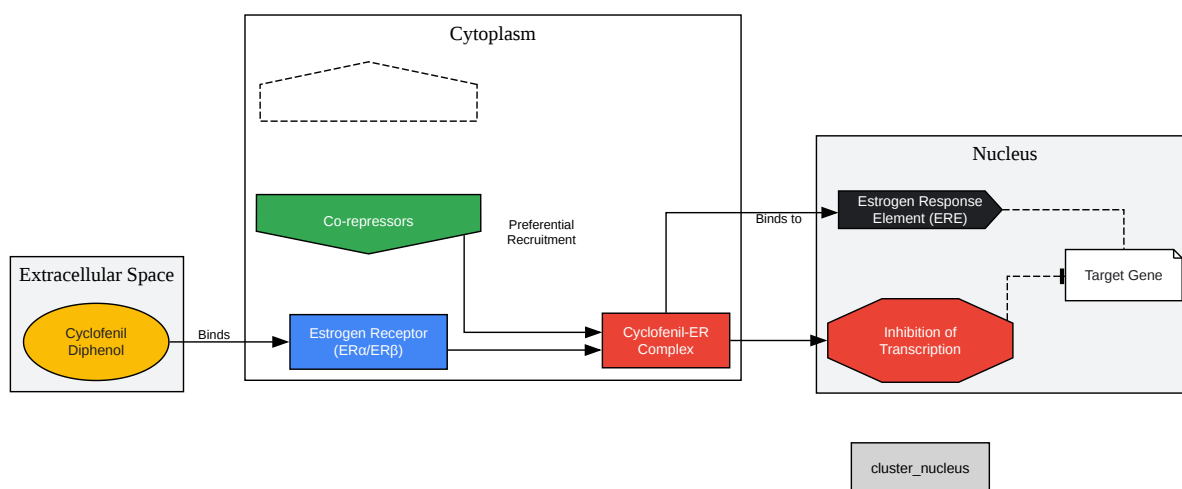 Cytoplasm
Nucleus
Extracellular Space
Co-repressors
Preferential
Recruitment
Binds to
Estrogen Response
Element (ERE)
Target Gene
Cyclofenil
Diphenol
Binds
Estrogen Receptor
(ERα/ERβ)
Cyclofenil-ER
Complex
Inhibition of
Transcription
cluster_nucleus